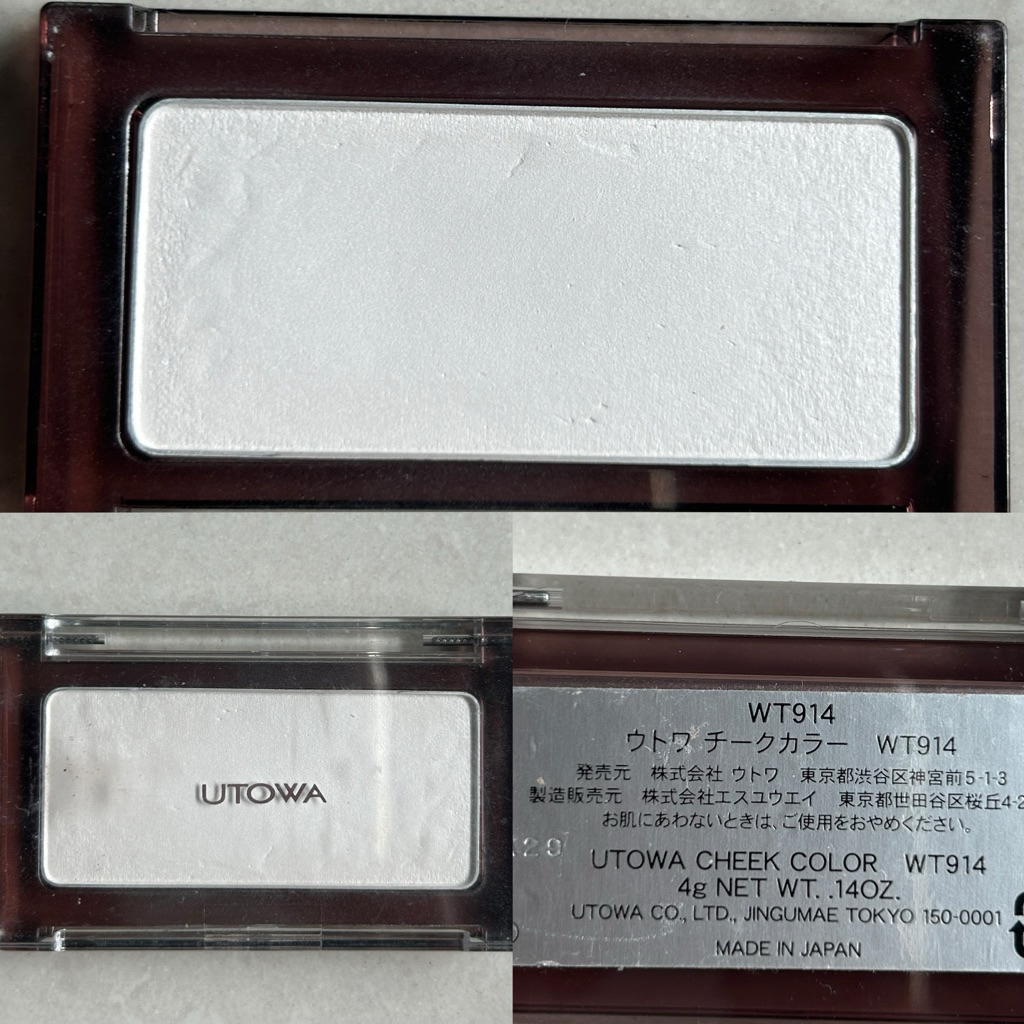 UTOWA
WT914
ウトワ チークカラー WT914
発売元 株式会社 ウトワ 東京都渋谷区神宮前5-1-3
製造販売元 株式会社エスユウエイ 東京都世田谷区桜丘4-2
お肌にあわないときは、ご使用をおやめください。
29
UTOWA CHEEK COLOR WT914
4g NET WT. .14OZ.
UTOWA CO., LTD., JINGUMAE TOKYO 150-0001
MADE IN JAPAN